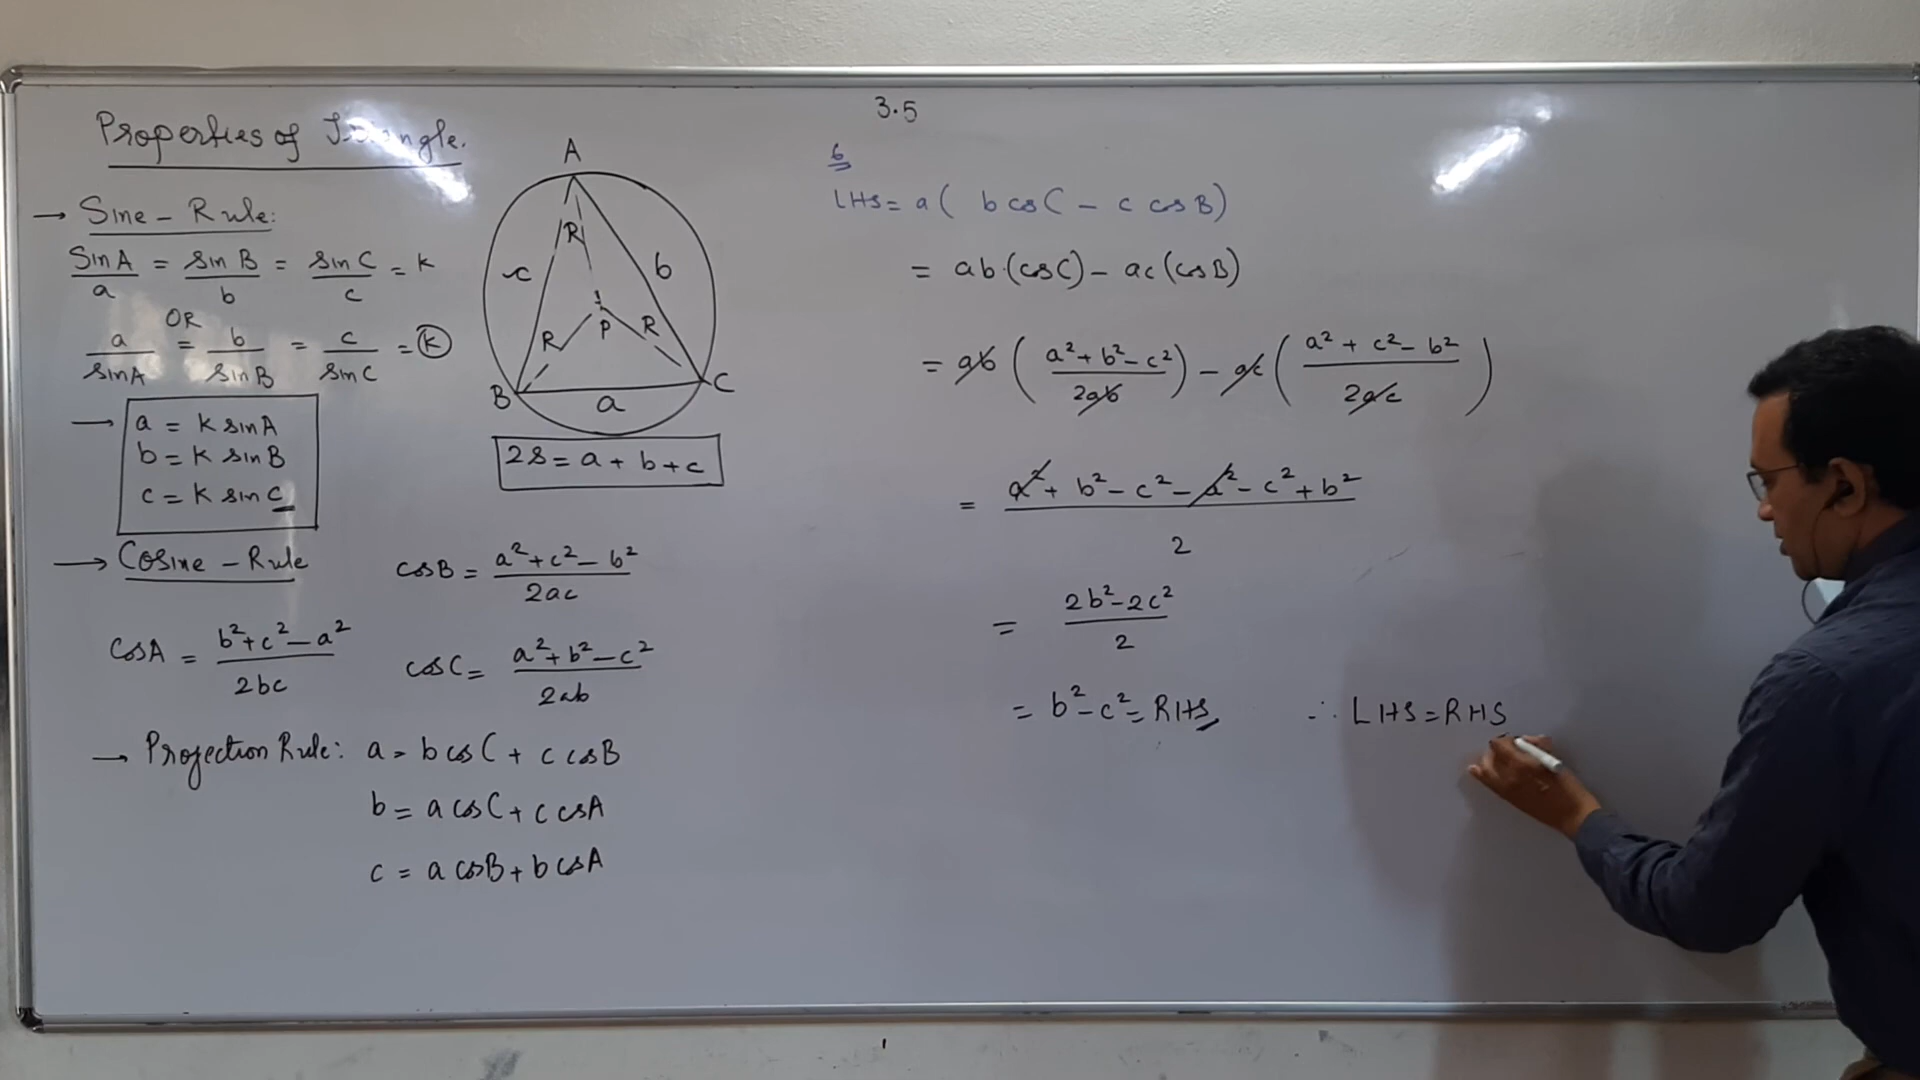 Properties of Triangle.
→ Sine - Rule:
SinA/a = sinB/b = sinC/c = k
OR
a/sinA = b/sinB = c/sinC = k
→ a = k sinA
b = k sinB
c = k sinC
A
R
c
b
R
P
R
B
a
C
2s = a + b + c
→ Cosine - Rule
cosB = (a² + c² - b²)/2ac
cosA = (b² + c² - a²)/2bc
cosC = (a² + b² - c²)/2ab
→ Projection Rule: a = b cosC + c cosB
b = a cosC + c cosA
c = a cosB + b cosA
3.5
6
LHS = a( b cosC - c cosB)
= ab.(cosC) - ac(cosB)
= ab ((a² + b² - c²)/2ab) - ac ((a² + c² - b²)/2ac)
= (a² + b² - c² - a² - c² + b²)/2
= (2b² - 2c²)/2
= b² - c² = RHS ∴ LHS = RHS